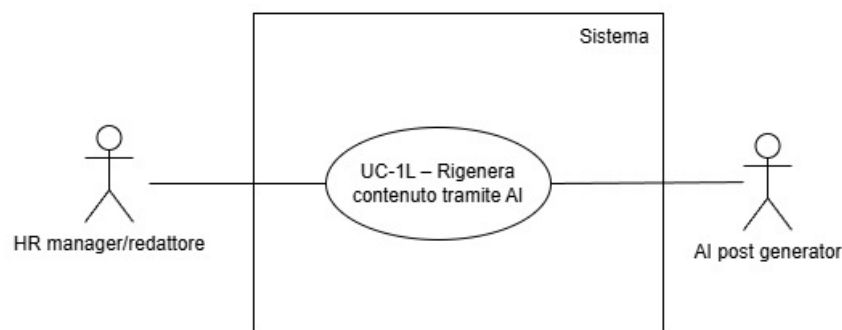 Sistema
UC-1L – Rigenera
contenuto tramite AI
HR manager/redattore
AI post generator